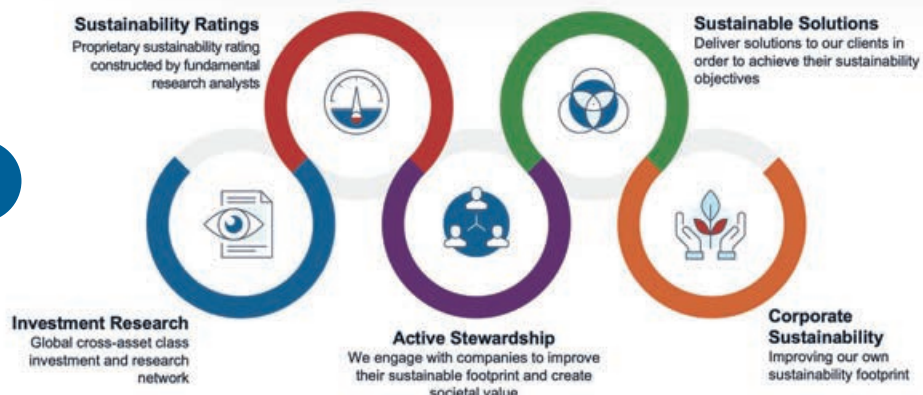 Sustainability Ratings
Proprietary sustainability rating
constructed by fundamental
research analysts
Sustainable Solutions
Deliver solutions to our clients in
order to achieve their sustainability
objectives
Investment Research
Global cross-asset class
investment and research
network
Active Stewardship
We engage with companies to improve
their sustainable footprint and create
societal value
Corporate
Sustainability
Improving our own
sustainability footprint